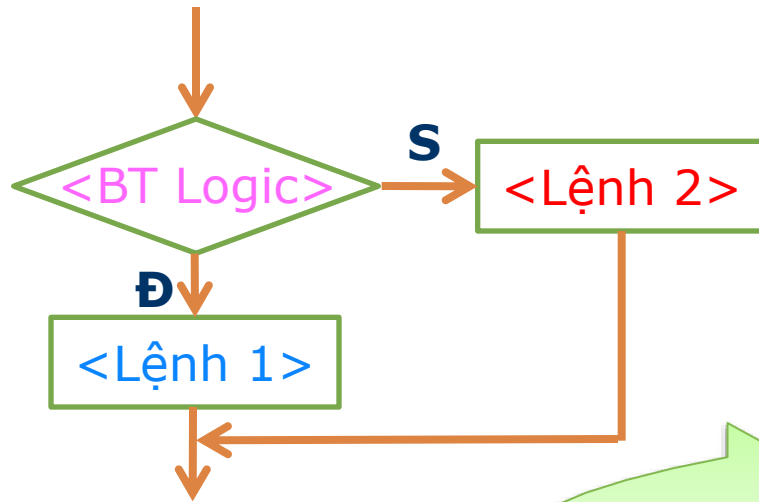 S
<BT Logic>
<Lệnh 2>
Đ
<Lệnh 1>